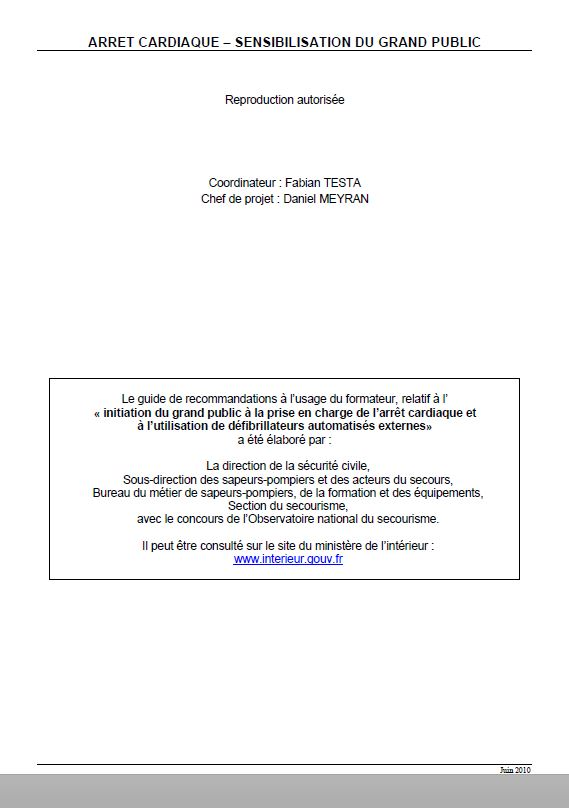 ARRET CARDIAQUE – SENSIBILISATION DU GRAND PUBLIC
Reproduction autorisée
Coordinateur : Fabian TESTA
Chef de projet : Daniel MEYRAN
Le guide de recommandations à l’usage du formateur, relatif à l’
« initiation du grand public à la prise en charge de l’arrêt cardiaque et
à l’utilisation de défibrillateurs automatisés externes»
a été élaboré par :
La direction de la sécurité civile,
Sous-direction des sapeurs-pompiers et des acteurs du secours,
Bureau du métier de sapeurs-pompiers, de la formation et des équipements,
Section du secourisme,
avec le concours de l’Observatoire national du secourisme.
Il peut être consulté sur le site du ministère de l’intérieur :
www.interieur.gouv.fr
Juin 2010